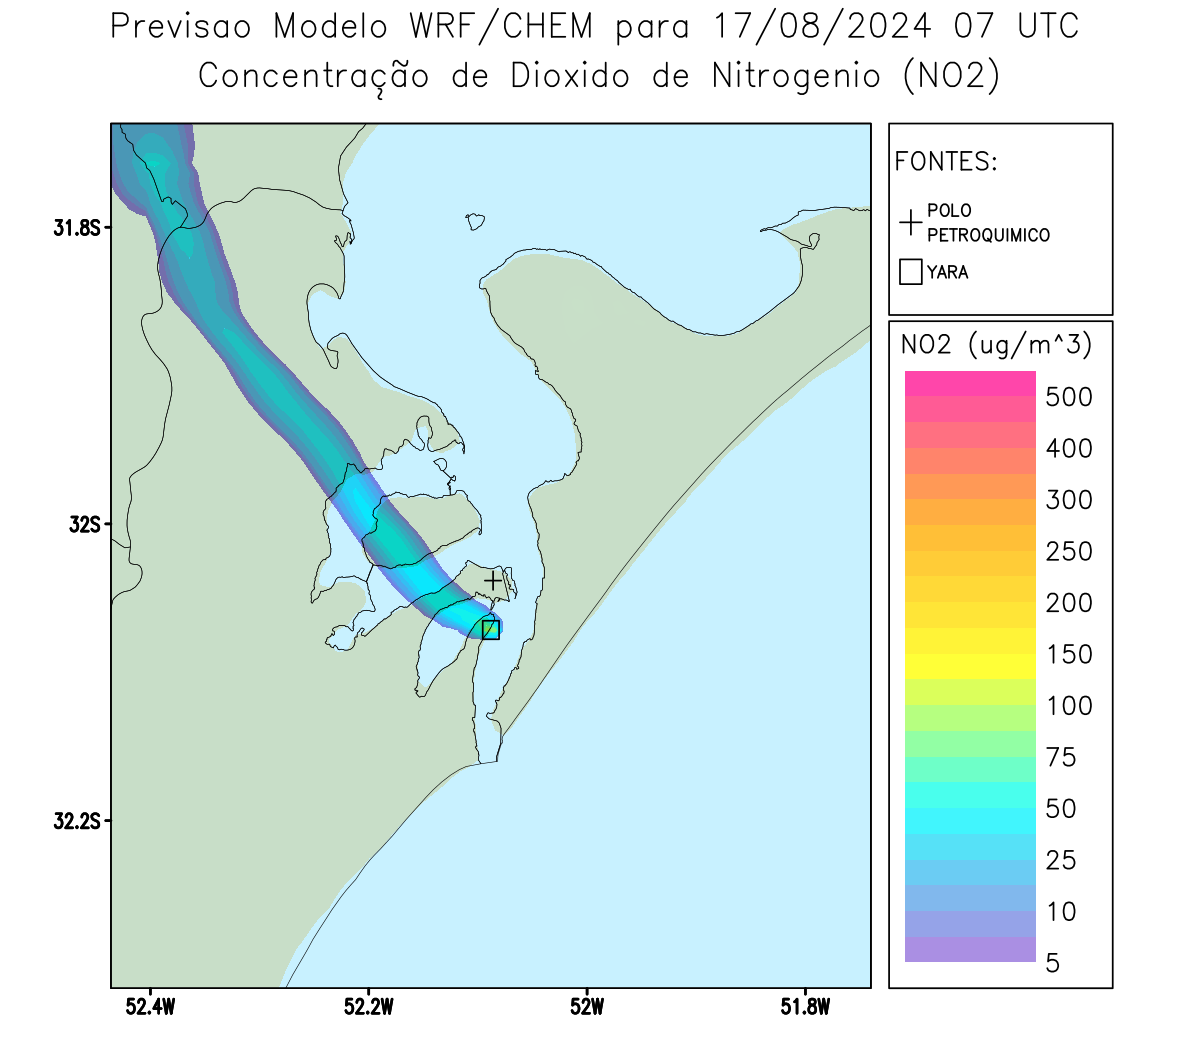 Previsao Modelo WRF/CHEM para 17/08/2024 07 UTC
Concentração de Dioxido de Nitrogenio (NO2)
FONTES:
POLO
PETROQUIMICO
YARA
NO2 (ug/m^3)
500
400
300
250
200
150
100
75
50
25
10
5
31.8S
32S
32.2S
52.4W
52.2W
52W
51.8W